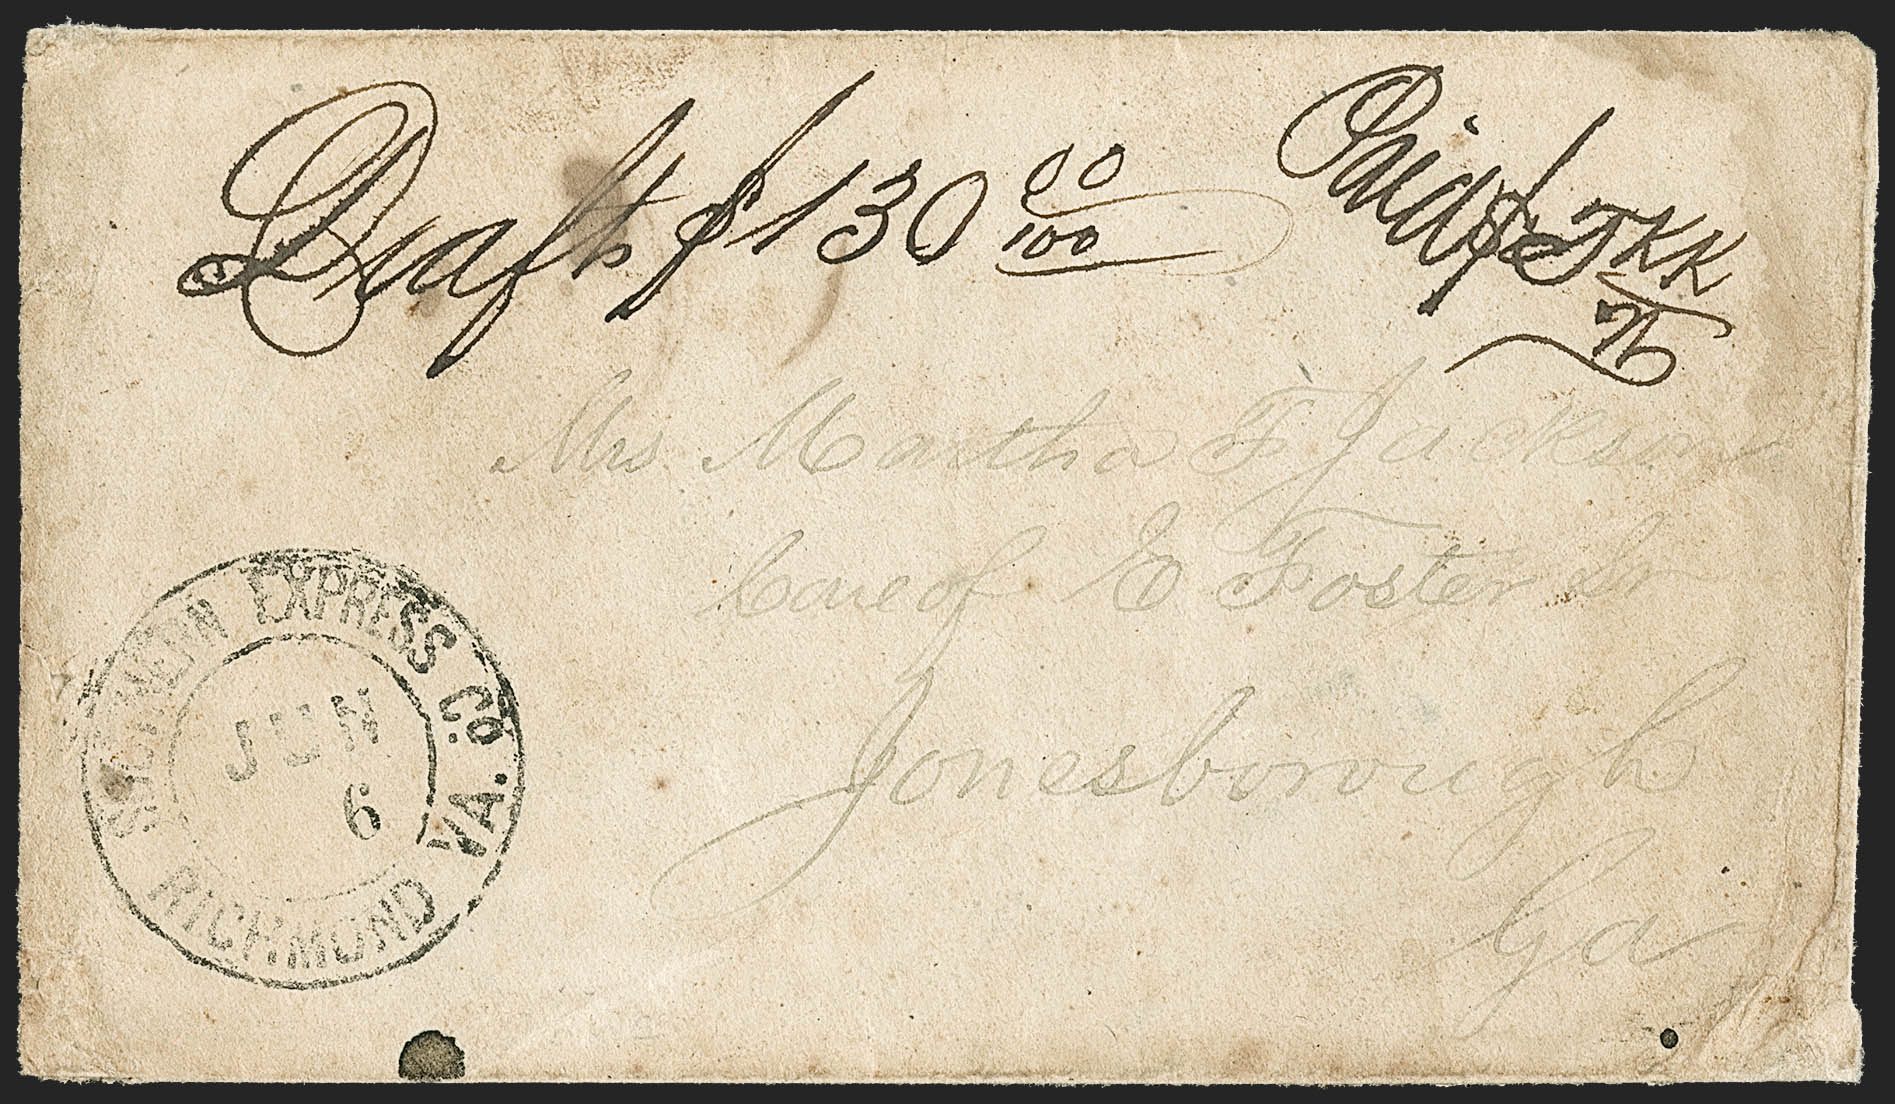 Draft $130 00/100
Paid $
Mrs Martha F Jackson
Care of E Foster Sr
Jonesborough
Ga
SOUTHERN EXPRESS CO. VA.
JUN
6
RICHMOND